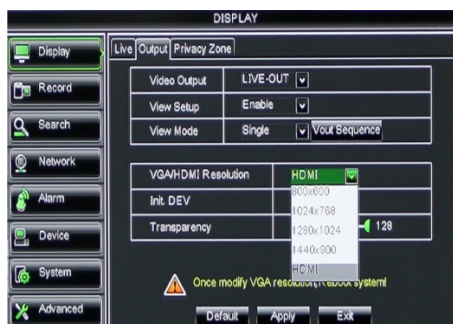 DISPLAY
Display
Record
Search
Network
Alarm
Device
System
Advanced
Live Output Privacy Zone
Video Output LIVE-OUT
View Setup Enable
View Mode Single Vout Sequence
VGA/HDMI Resolution HDMI
800x600
Init. DEV
1024x768
Transparency 1280x1024 128
1440x900
HDMI
Once modify VGA resolution,Reboot system!
Default Apply Exit